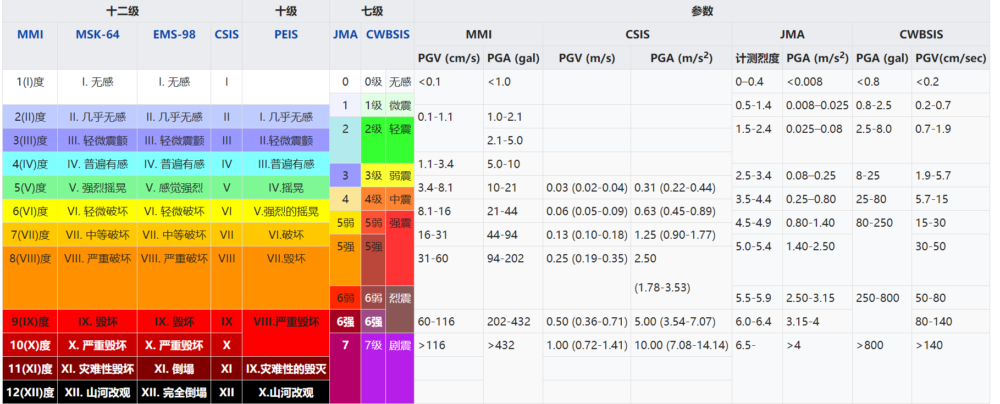 十二级 十级 七级 参数
MMI MSK-64 EMS-98 CSIS PEIS JMA CWBSIS MMI CSIS JMA CWBSIS
PGV (cm/s) PGA (gal) PGV (m/s) PGA (m/s²) 计测烈度 PGA (m/s²) PGA (gal) PGV(cm/sec)
1(I)度 I. 无感 I. 无感 I 0 0级 无感 <0.1 <1.0 0–0.4 <0.008 <0.8 <0.2
1 1级 微震 0.5-1.4 0.008–0.025 0.8-2.5 0.2-0.7
2(II)度 II. 几乎无感 II. 几乎无感 II I. 几乎无感 0.1-1.1 1.0-2.1
2 2级 轻震 1.5-2.4 0.025–0.08 2.5-8.0 0.7-1.9
3(III)度 III. 轻微震颤 III. 轻微震颤 III II.轻微震颤 2.1-5.0
4(IV)度 IV. 普遍有感 IV. 普遍有感 IV III.普遍有感 1.1-3.4 5.0-10
3 3级 弱震 2.5-3.4 0.08–0.25 8-25 1.9-5.7
5(V)度 V. 强烈摇晃 V. 感觉强烈 V IV.摇晃 3.4-8.1 10-21 0.03 (0.02-0.04) 0.31 (0.22-0.44)
4 4级 中震 3.5-4.4 0.25–0.80 25-80 5.7-15
6(VI)度 VI. 轻微破坏 VI. 轻微破坏 VI V.强烈的摇晃 8.1-16 21-44 0.06 (0.05-0.09) 0.63 (0.45-0.89)
5弱 5弱 强震 4.5-4.9 0.80-1.40 80-250 15-30
7(VII)度 VII. 中等破坏 VII. 中等破坏 VII VI.破坏 16-31 44-94 0.13 (0.10-0.18) 1.25 (0.90-1.77)
5强 5强 5.0-5.4 1.40-2.50 30-50
8(VIII)度 VIII. 严重破坏 VIII. 严重破坏 VIII VII.毁坏 31-60 94-202 0.25 (0.19-0.35) 2.50
(1.78-3.53)
6弱 6弱 烈震 5.5-5.9 2.50-3.15 250-800 50-80
9(IX)度 IX. 毁坏 IX. 毁坏 IX VIII.严重毁坏 6强 6强 60-116 202-432 0.50 (0.36-0.71) 5.00 (3.54-7.07) 6.0-6.4 3.15-4 80-140
10(X)度 X. 严重毁坏 X. 严重毁坏 X 7 7级 剧震 >116 >432 1.00 (0.72-1.41) 10.00 (7.08-14.14) 6.5- >4 >800 >140
11(XI)度 XI. 灾难性毁坏 XI. 倒塌 XI IX.灾难性的毁灭
12(XII)度 XII. 山河改观 XII. 完全倒塌 XII X.山河改观